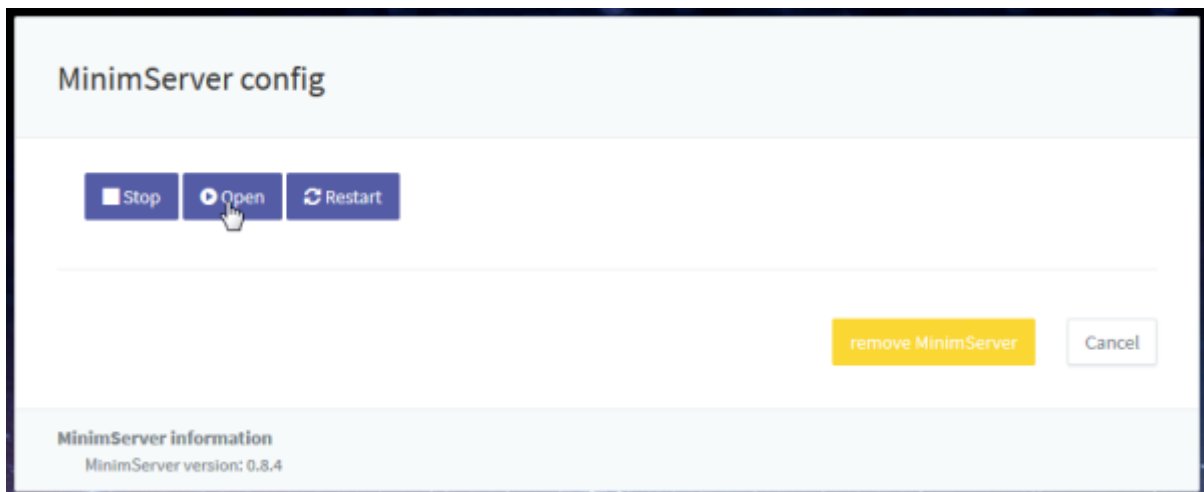 MinimServer config
Stop Open Restart
remove MinimServer Cancel
MinimServer information
MinimServer version: 0.8.4